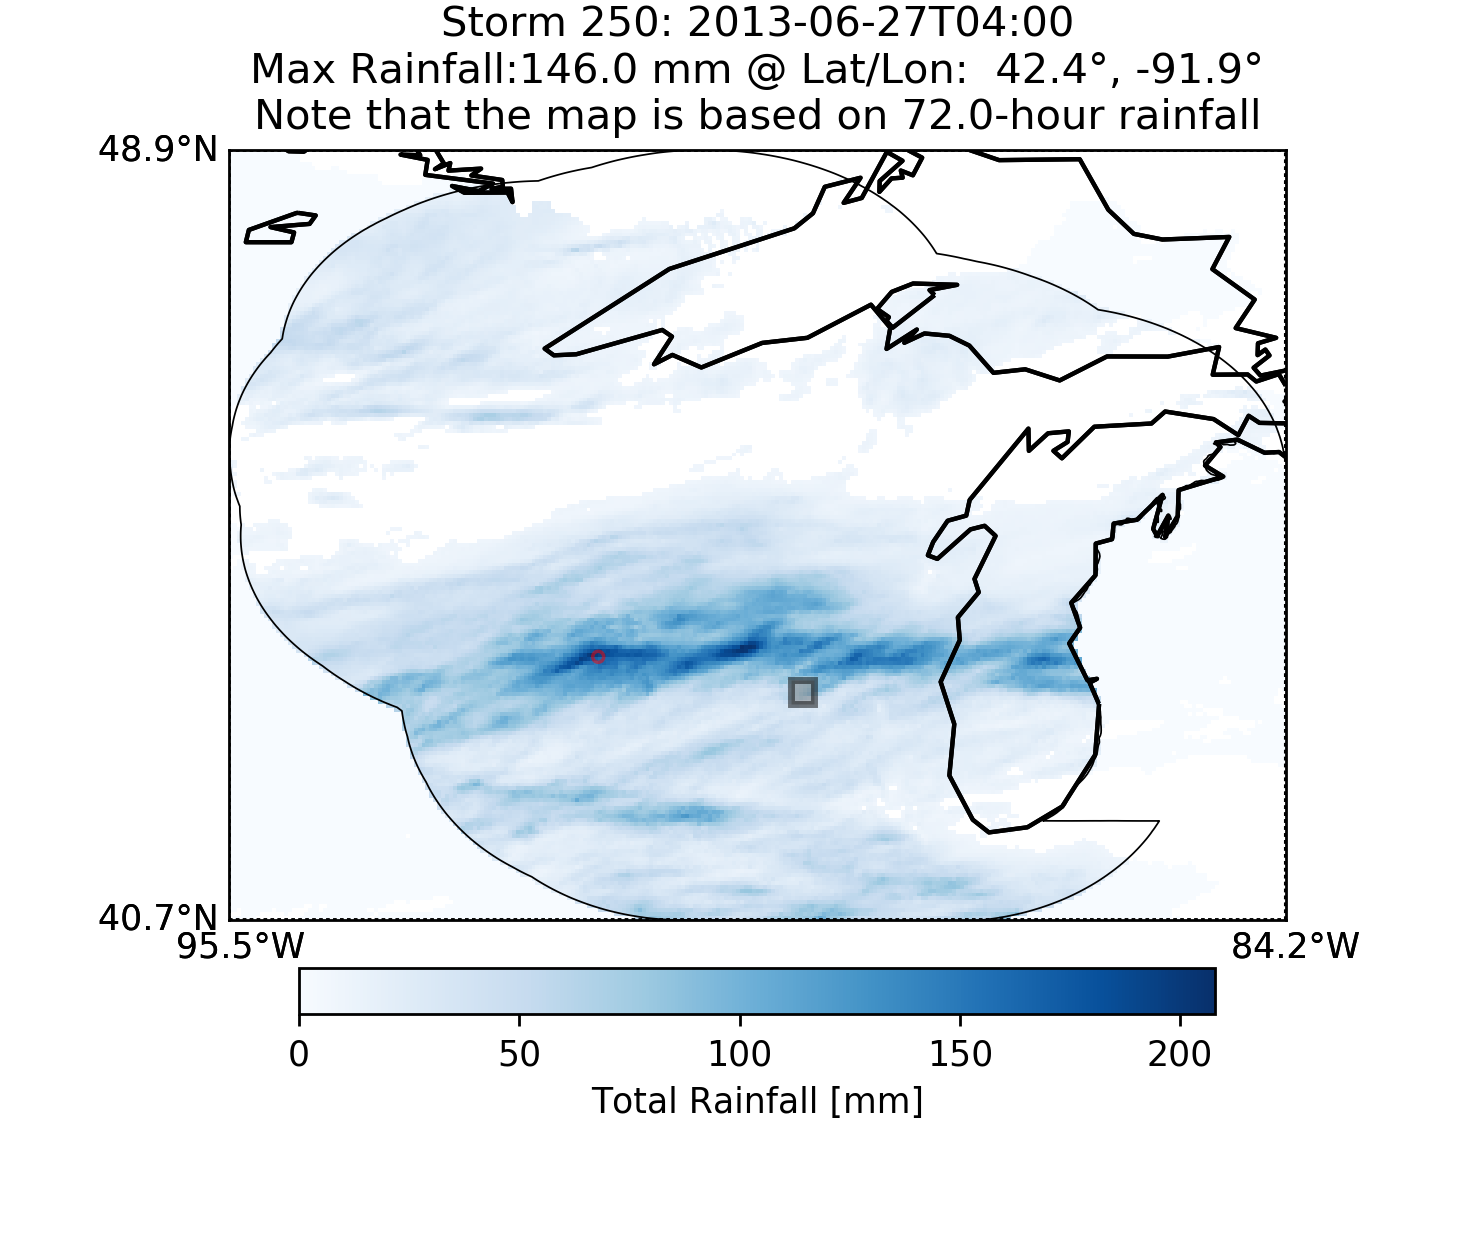 Storm 250: 2013-06-27T04:00
Max Rainfall:146.0 mm @ Lat/Lon:  42.4°, -91.9°
Note that the map is based on 72.0-hour rainfall
48.9°N
40.7°N
95.5°W 84.2°W
0 50 100 150 200
Total Rainfall [mm]